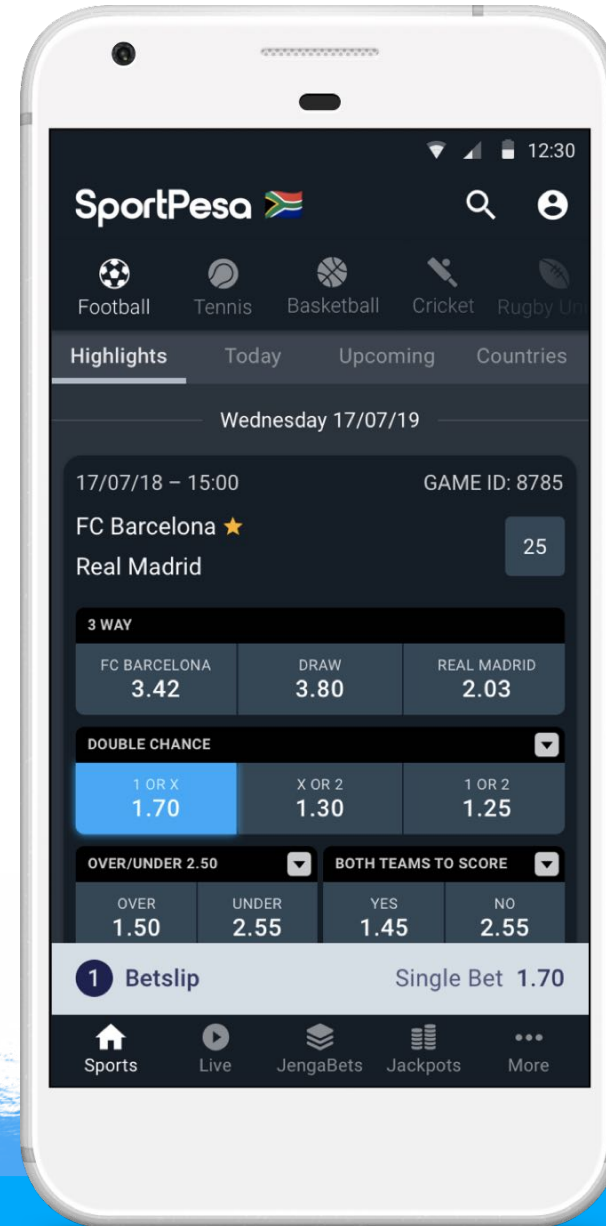 12:30
SportPesa
Football Tennis Basketball Cricket Rugby Un
Highlights Today Upcoming Countries
Wednesday 17/07/19
17/07/18 – 15:00 GAME ID: 8785
FC Barcelona
25
Real Madrid
3 WAY
FC BARCELONA DRAW REAL MADRID
3.42 3.80 2.03
DOUBLE CHANCE
1 OR X X OR 2 1 OR 2
1.70 1.30 1.25
OVER/UNDER 2.50 BOTH TEAMS TO SCORE
OVER UNDER YES NO
1.50 2.55 1.45 2.55
1 Betslip Single Bet 1.70
Sports Live JengaBets Jackpots More